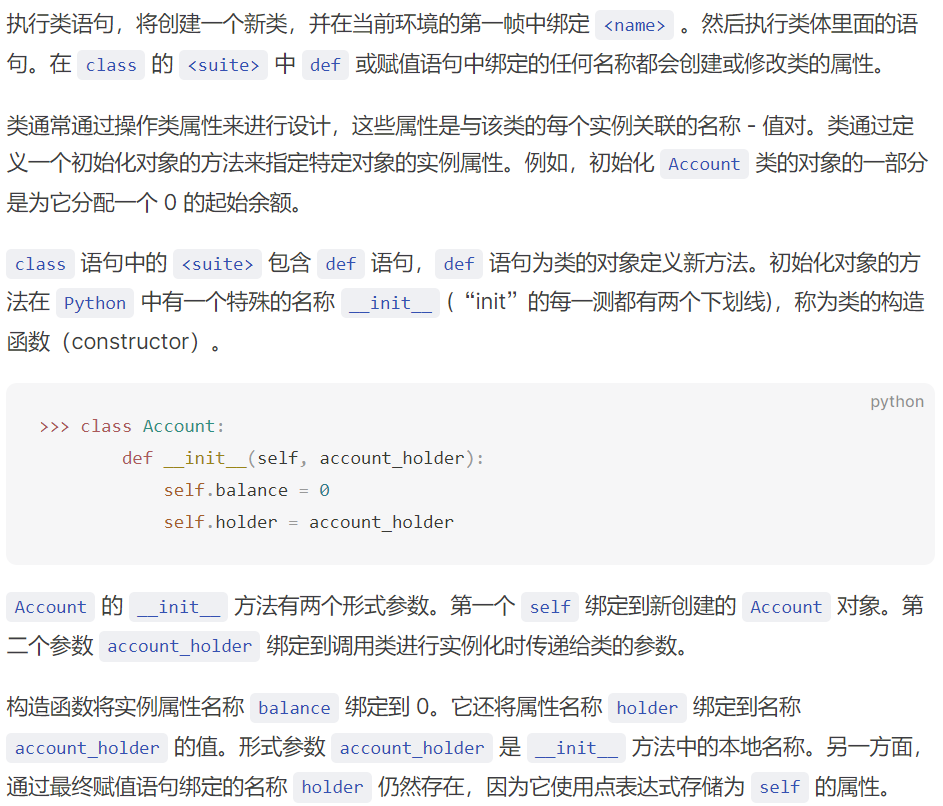 执行类语句，将创建一个新类，并在当前环境的第一帧中绑定 <name> 。然后执行类体里面的语
句。在 class 的 <suite> 中 def 或赋值语句中绑定的任何名称都会创建或修改类的属性。
类通常通过操作类属性来进行设计，这些属性是与该类的每个实例关联的名称 - 值对。类通过定
义一个初始化对象的方法来指定特定对象的实例属性。例如，初始化 Account 类的对象的一部分
是为它分配一个 0 的起始余额。
class 语句中的 <suite> 包含 def 语句， def 语句为类的对象定义新方法。初始化对象的方
法在 Python 中有一个特殊的名称 __init__ (“init”的每一测都有两个下划线)，称为类的构造
函数（constructor）。
python
>>> class Account:
        def __init__(self, account_holder):
            self.balance = 0
            self.holder = account_holder
Account 的 __init__ 方法有两个形式参数。第一个 self 绑定到新创建的 Account 对象。第
二个参数 account_holder 绑定到调用类进行实例化时传递给类的参数。
构造函数将实例属性名称 balance 绑定到 0。它还将属性名称 holder 绑定到名称
account_holder 的值。形式参数 account_holder 是 __init__ 方法中的本地名称。另一方面，
通过最终赋值语句绑定的名称 holder 仍然存在，因为它使用点表达式存储为 self 的属性。